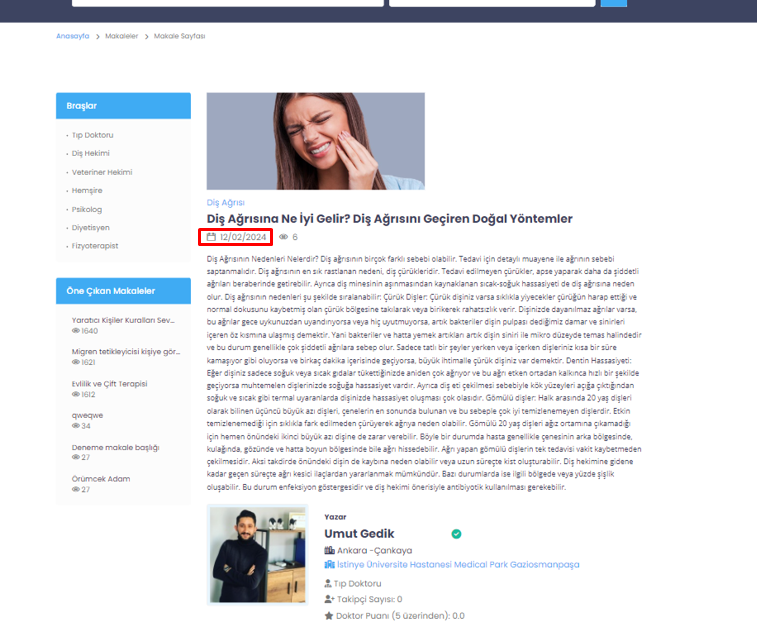 Anasayfa > Makaleler > Makale Sayfası
Braşlar
Tıp Doktoru
Diş Hekimi
Veteriner Hekimi
Hemşire
Psikolog
Diyetisyen
Fizyoterapist
Öne Çıkan Makaleler
Yaratıcı Kişiler Kuralları Sev...
1640
Migren tetikleyicisi kişiye gör...
1621
Evlilik ve Çift Terapisi
1612
qweqwe
34
Deneme makale başlığı
27
Örümcek Adam
27
Diş Ağrısı
Diş Ağrısına Ne İyi Gelir? Diş Ağrısını Geçiren Doğal Yöntemler
12/02/2024 6
Diş Ağrısının Nedenleri Nelerdir? Diş ağrısının birçok farklı sebebi olabilir. Tedavi için detaylı muayene ile ağrının sebebi
saptanmalıdır. Diş ağrısının en sık rastlanan nedeni, diş çürükleridir. Tedavi edilmeyen çürükler, apse yaparak daha da şiddetli
ağrıları beraberinde getirebilir. Ayrıca diş minesinin aşınmasından kaynaklanan sıcak-soğuk hassasiyeti de diş ağrısına neden
olur. Diş ağrısının nedenleri şu şekilde sıralanabilir: Çürük Dişler: Çürük dişiniz varsa sıklıkla yiyecekler çürüğün harap ettiği ve
normal dokusunu kaybetmiş olan çürük bölgesine takılarak veya birikerek rahatsızlık verir. Dişinizde dayanılmaz ağrılar varsa,
bu ağrılar gece uykunuzdan uyandırıyorsa veya hiç uyutmuyorsa, artık bakteriler dişin pulpası dediğimiz damar ve sinirleri
içeren öz kısmına ulaşmış demektir. Yani bakteriler ve hatta yemek artıkları artık dişin siniri ile mikro düzeyde temas halindedir
ve bu durum genellikle çok şiddetli ağrılara sebep olur. Sadece tatlı bir şeyler yerken veya içerken dişleriniz kısa bir süre
kamaşıyor gibi oluyorsa ve birkaç dakika içerisinde geçiyorsa, büyük ihtimalle çürük dişiniz var demektir. Dentin Hassasiyeti:
Eğer dişiniz sadece soğuk veya sıcak gıdalar tükettiğinizde aniden çok ağrıyor ve bu ağrı etken ortadan kalkınca hızlı bir şekilde
geçiyorsa muhtemelen dişlerinizde soğuğa hassasiyet vardır. Ayrıca diş eti çekilmesi sebebiyle kök yüzeyleri açığa çıktığından
soğuk ve sıcak gibi termal uyaranlarda dişinizde hassasiyet oluşması çok olasıdır. Gömülü dişler: Halk arasında 20 yaş dişleri
olarak bilinen üçüncü büyük azı dişleri, çenelerin en sonunda bulunan ve bu sebeple çok iyi temizlenemeyen dişlerdir. Etkin
temizlenemediği için sıklıkla fark edilmeden çürüyerek ağrıya neden olabilir. Gömülü 20 yaş dişleri ağız ortamına çıkamadığı
için hemen önündeki ikinci büyük azı dişine de zarar verebilir. Böyle bir durumda hasta genellikle çenesinin arka bölgesinde,
kulağında, gözünde ve hatta boyun bölgesinde bile ağrı hissedebilir. Ağrı yapan gömülü dişlerin tek tedavisi vakit kaybetmeden
çekilmesidir. Aksi takdirde önündeki dişin de kaybına neden olabilir veya uzun süreçte kist oluşturabilir. Diş hekimine gidene
kadar geçen süreçte ağrı kesici ilaçlardan yararlanmak mümkündür. Bazı durumlarda ise ilgili bölgede veya yüzde şişlik
oluşabilir. Bu durum enfeksiyon göstergesidir ve diş hekimi önerisiyle antibiyotik kullanılması gerekebilir.
Yazar
Umut Gedik
Ankara -Çankaya
İstinye Üniversite Hastanesi Medical Park Gaziosmanpaşa
Tıp Doktoru
Takipçi Sayısı: 0
Doktor Puanı (5 üzerinden): 0.0